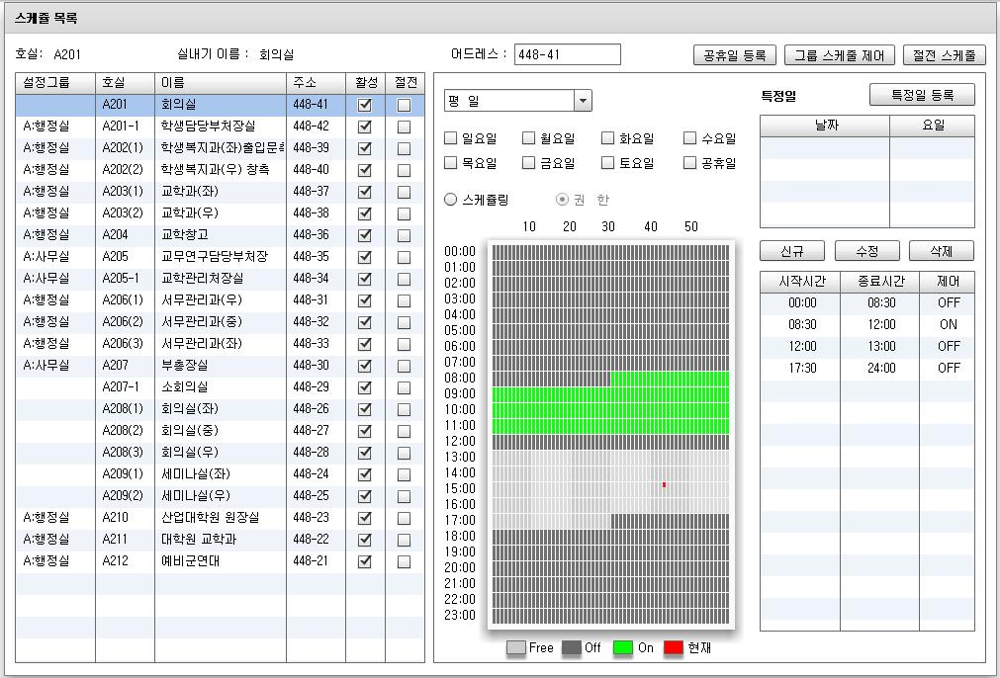 스케쥴 목록
호실: A201 실내기 이름 : 회의실 어드레스 : 448-41 공휴일 등록 그룹 스케줄 제어 절전 스케쥴
설정그룹 호실 이름 주소 활성 절전
A201 회의실 448-41
A:행정실 A201-1 학생담당부처장실 448-42
A:행정실 A202(1) 학생복지과(좌)출입문측 448-39
A:행정실 A202(2) 학생복지과(우) 창측 448-40
A:행정실 A203(1) 교학과(좌) 448-37
A:행정실 A203(2) 교학과(우) 448-38
A:행정실 A204 교학창고 448-36
A:사무실 A205 교무연구담당부처장 448-35
A:사무실 A205-1 교학관리처장실 448-34
A:행정실 A206(1) 서무관리과(우) 448-31
A:행정실 A206(2) 서무관리과(중) 448-32
A:행정실 A206(3) 서무관리과(좌) 448-33
A:사무실 A207 부총장실 448-30
A207-1 소회의실 448-29
A208(1) 회의실(좌) 448-26
A208(2) 회의실(중) 448-27
A208(3) 회의실(우) 448-28
A209(1) 세미나실(좌) 448-24
A209(2) 세미나실(우) 448-25
A:행정실 A210 산업대학원 원장실 448-23
A:행정실 A211 대학원 교학과 448-22
A:행정실 A212 예비군연대 448-21
평 일
일요일 월요일 화요일 수요일
목요일 금요일 토요일 공휴일
스케쥴링 권 한
10 20 30 40 50
00:00
01:00
02:00
03:00
04:00
05:00
06:00
07:00
08:00
09:00
10:00
11:00
12:00
13:00
14:00
15:00
16:00
17:00
18:00
19:00
20:00
21:00
22:00
23:00
Free Off On 현재
특정일 특정일 등록
날짜 요일
신규 수정 삭제
시작시간 종료시간 제어
00:00 08:30 OFF
08:30 12:00 ON
12:00 13:00 OFF
17:30 24:00 OFF